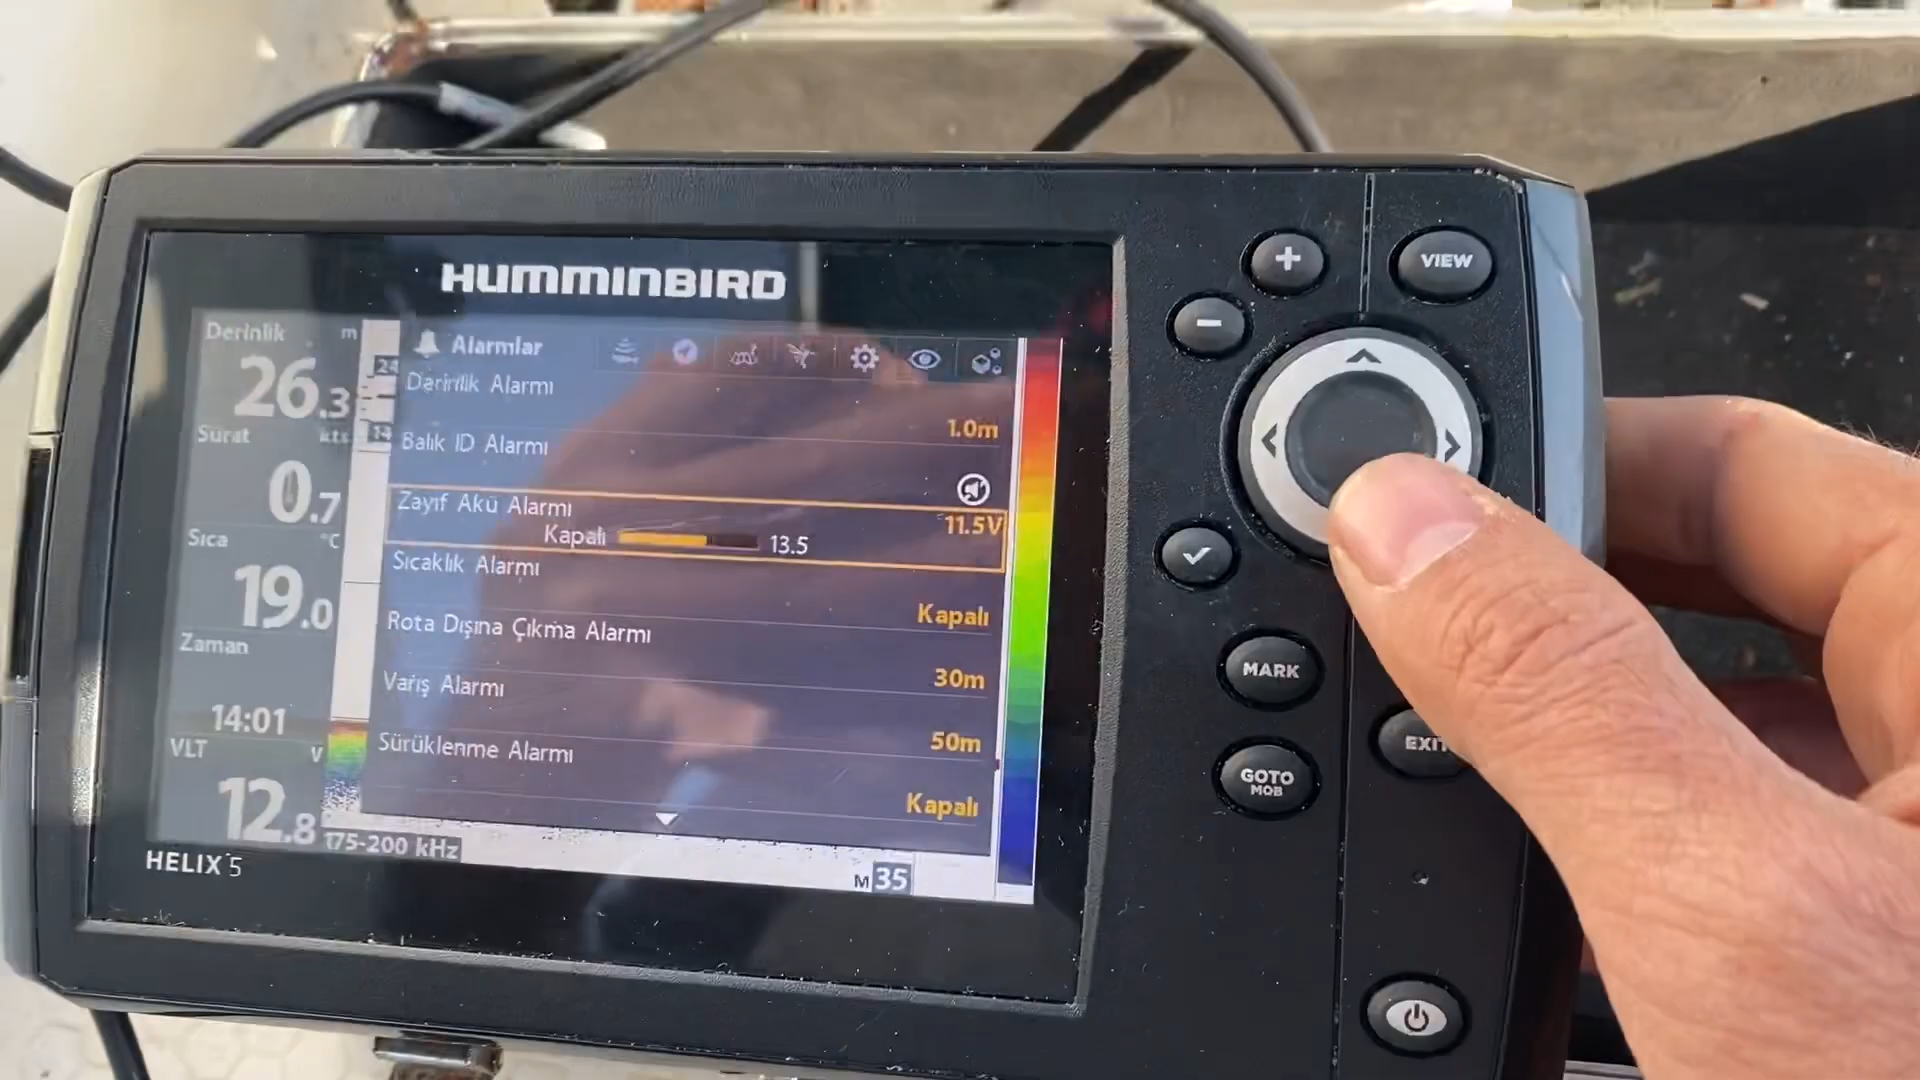 HUMMINBIRD
Derinlik m
26.3
Sürat kts
0.7
Sıca °C
19.0
Zaman
14:01
VLT V
12.8
24
14
Alarmlar
Derinlik Alarmı
1.0m
Balık ID Alarmı
Zayıf Akü Alarmı
11.5V
Kapalı 13.5
Sıcaklık Alarmı
Kapalı
Rota Dışına Çıkma Alarmı
30m
Varış Alarmı
50m
Sürüklenme Alarmı
Kapalı
175-200 kHz
M 35
HELIX 5
VIEW
MARK
EXIT
GOTO
MOB